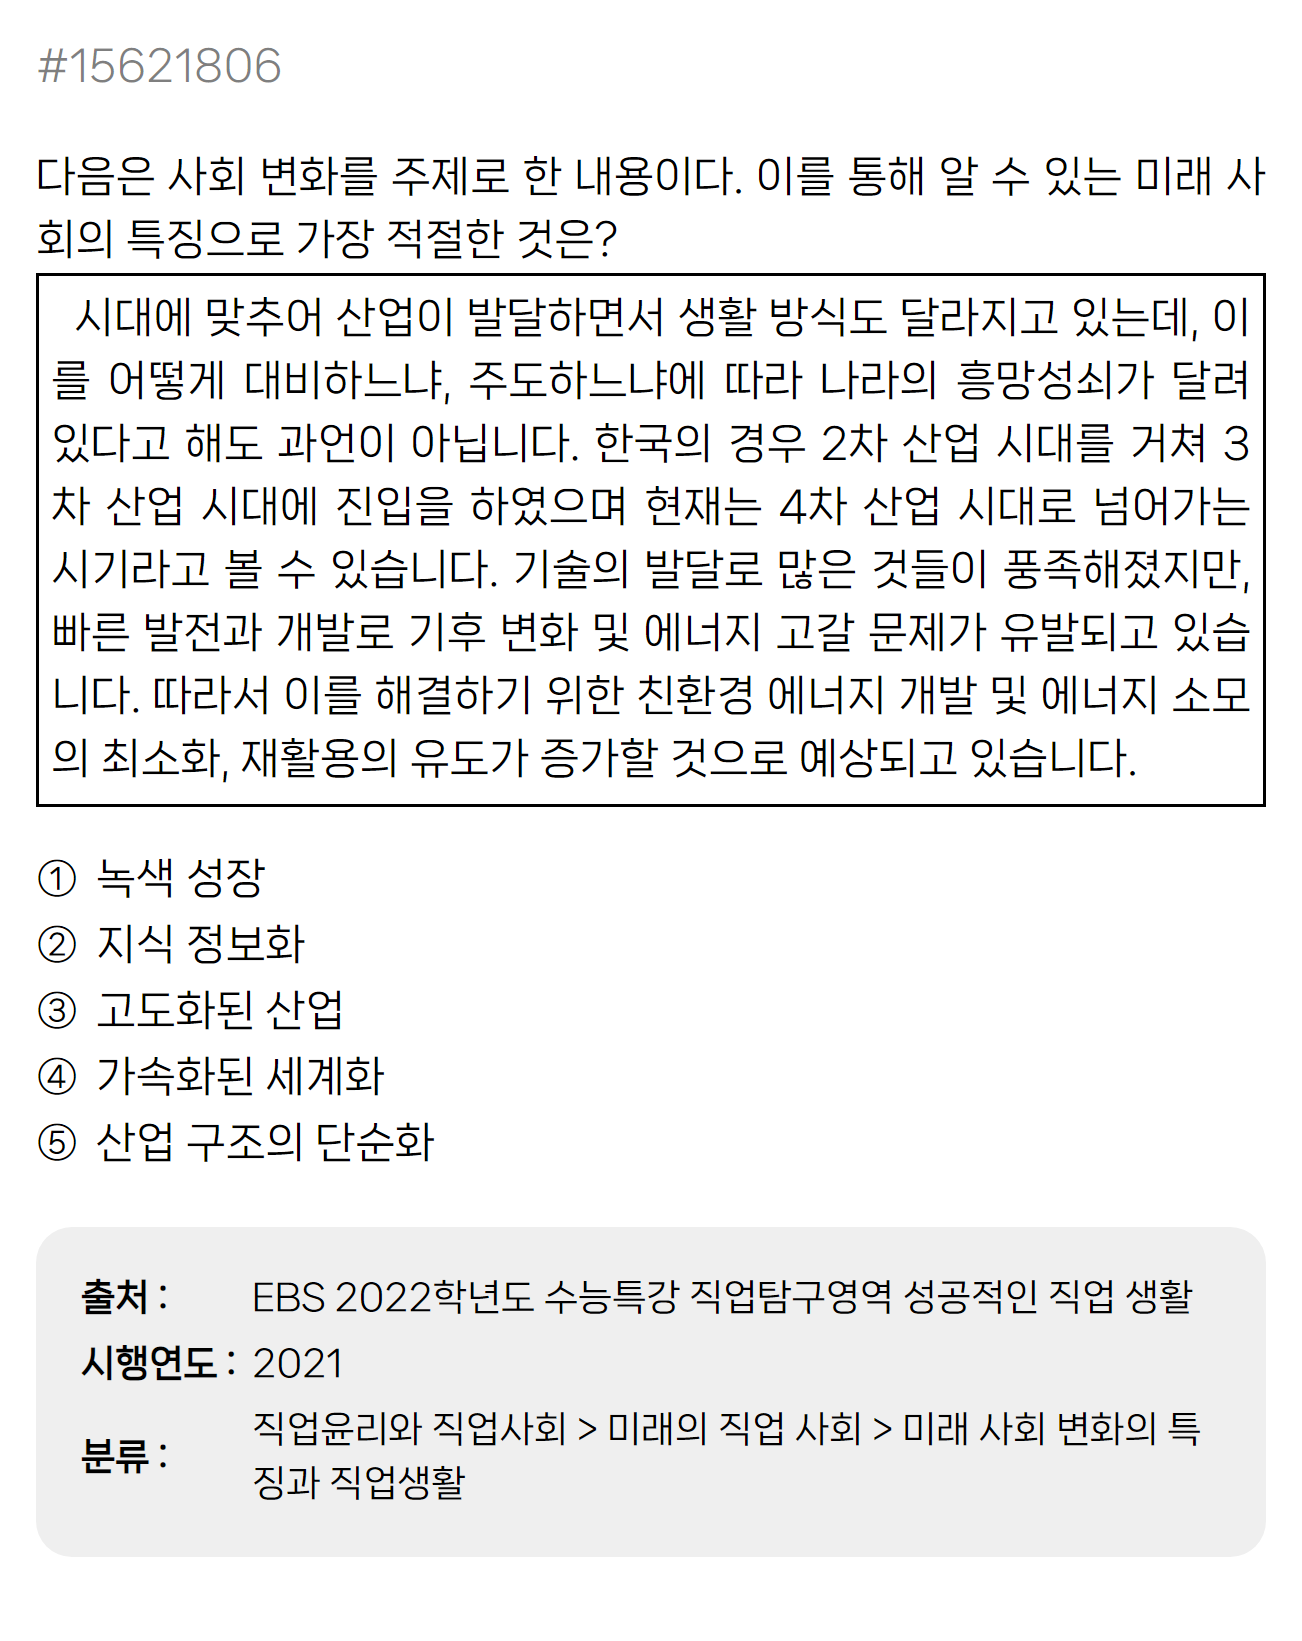 #15621806
다음은 사회 변화를 주제로 한 내용이다. 이를 통해 알 수 있는 미래 사
회의 특징으로 가장 적절한 것은?
시대에 맞추어 산업이 발달하면서 생활 방식도 달라지고 있는데, 이
를 어떻게 대비하느냐, 주도하느냐에 따라 나라의 흥망성쇠가 달려
있다고 해도 과언이 아닙니다. 한국의 경우 2차 산업 시대를 거쳐 3
차 산업 시대에 진입을 하였으며 현재는 4차 산업 시대로 넘어가는
시기라고 볼 수 있습니다. 기술의 발달로 많은 것들이 풍족해졌지만,
빠른 발전과 개발로 기후 변화 및 에너지 고갈 문제가 유발되고 있습
니다. 따라서 이를 해결하기 위한 친환경 에너지 개발 및 에너지 소모
의 최소화, 재활용의 유도가 증가할 것으로 예상되고 있습니다.
① 녹색 성장
② 지식 정보화
③ 고도화된 산업
④ 가속화된 세계화
⑤ 산업 구조의 단순화
출처 : EBS 2022학년도 수능특강 직업탐구영역 성공적인 직업 생활
시행연도 : 2021
분류 : 직업윤리와 직업사회 > 미래의 직업 사회 > 미래 사회 변화의 특
징과 직업생활